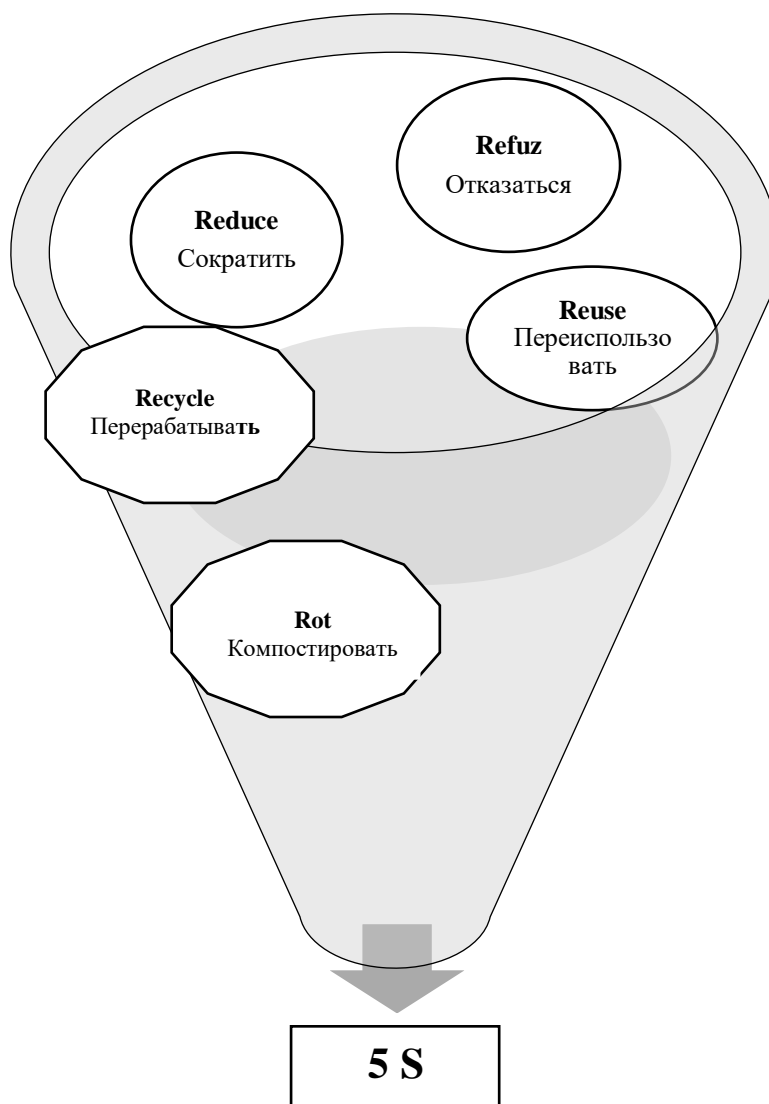 Refuz
Отказаться
Reduce
Сократить
Reuse
Переиспользо
вать
Recycle
Перерабатывать
Rot
Компостировать
5 S